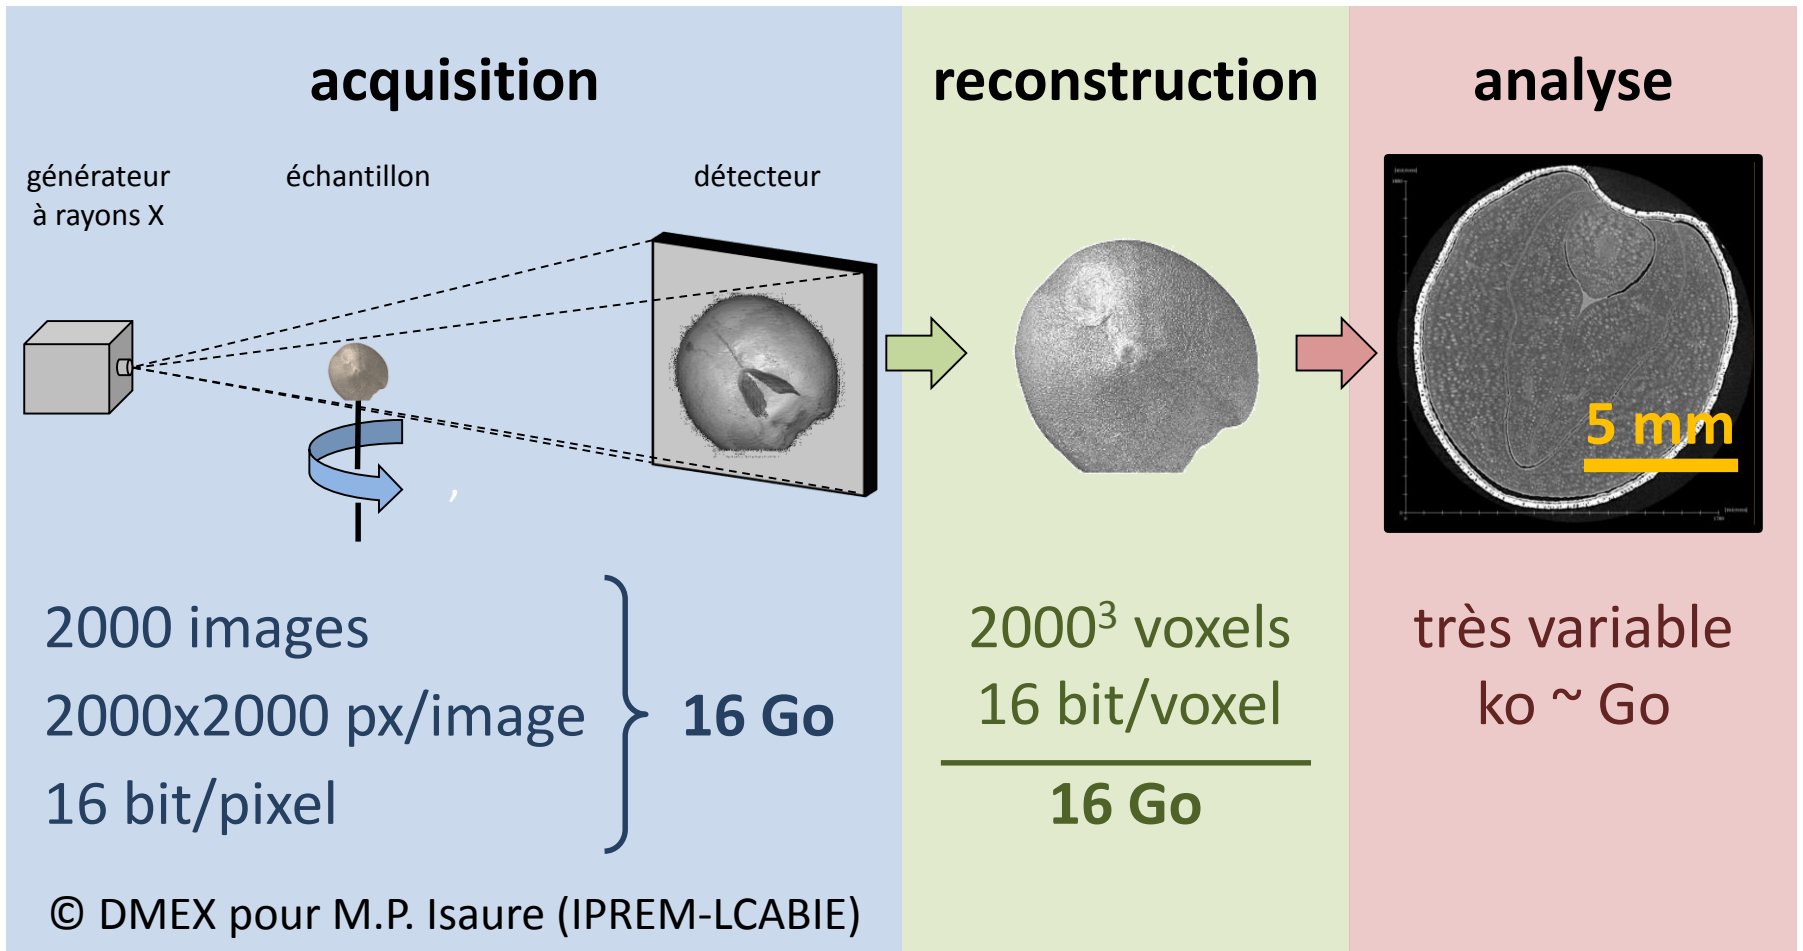 acquisition
générateur
à rayons X
échantillon
détecteur
,
2000 images
2000x2000 px/image
16 bit/pixel
16 Go
© DMEX pour M.P. Isaure (IPREM-LCABIE)
reconstruction
2000³ voxels
16 bit/voxel
16 Go
analyse
5 mm
très variable
ko ~ Go